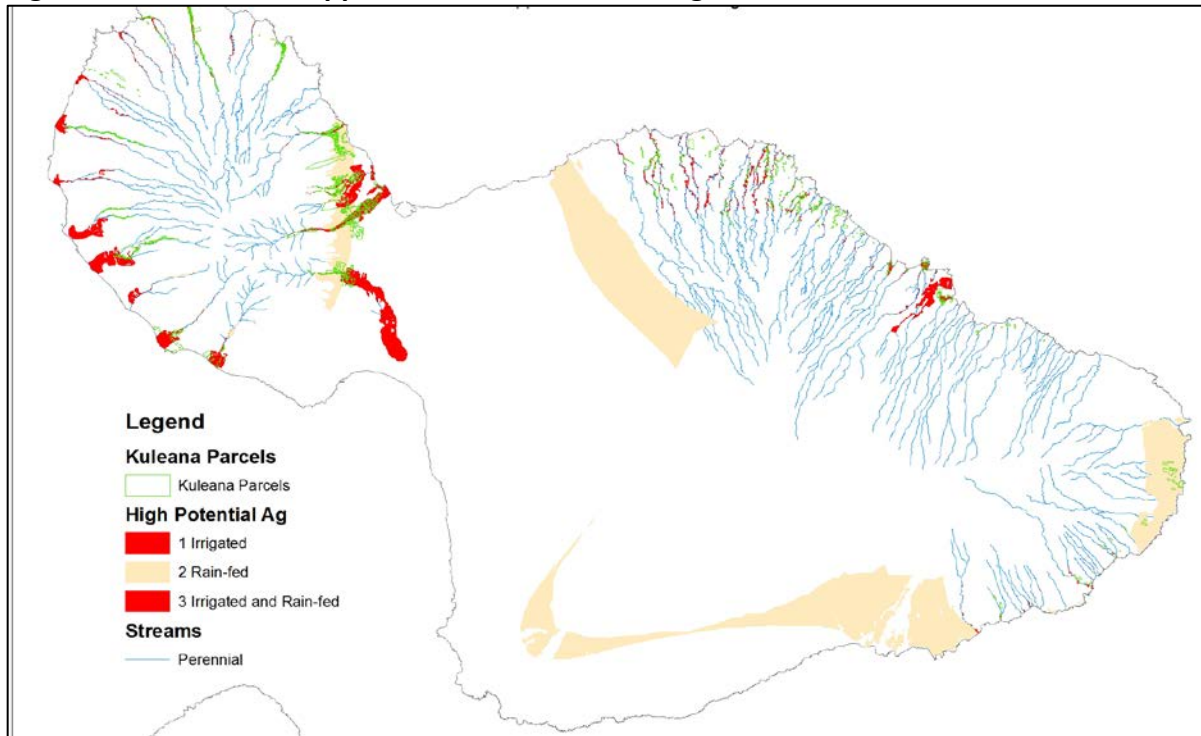 Legend
Kuleana Parcels
Kuleana Parcels
High Potential Ag
1 Irrigated
2 Rain-fed
3 Irrigated and Rain-fed
Streams
Perennial